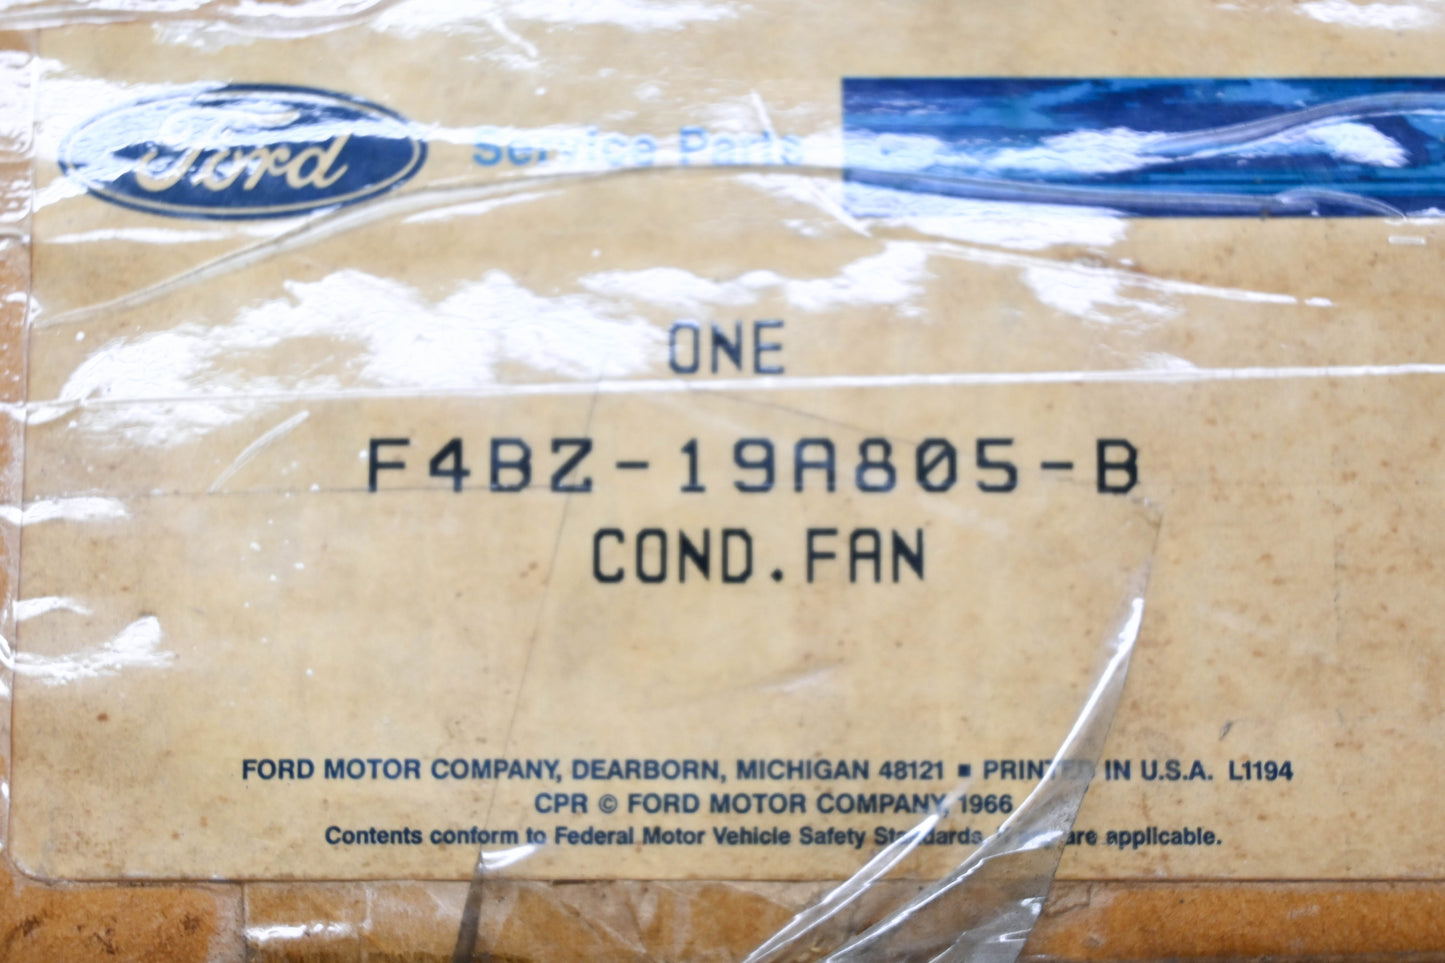 Ford Service Parts
ONE
F4BZ-19A805-B
COND.FAN
FORD MOTOR COMPANY, DEARBORN, MICHIGAN 48121 ■ PRINTED IN U.S.A. L1194
CPR © FORD MOTOR COMPANY, 1966
Contents conform to Federal Motor Vehicle Safety Standards are applicable.